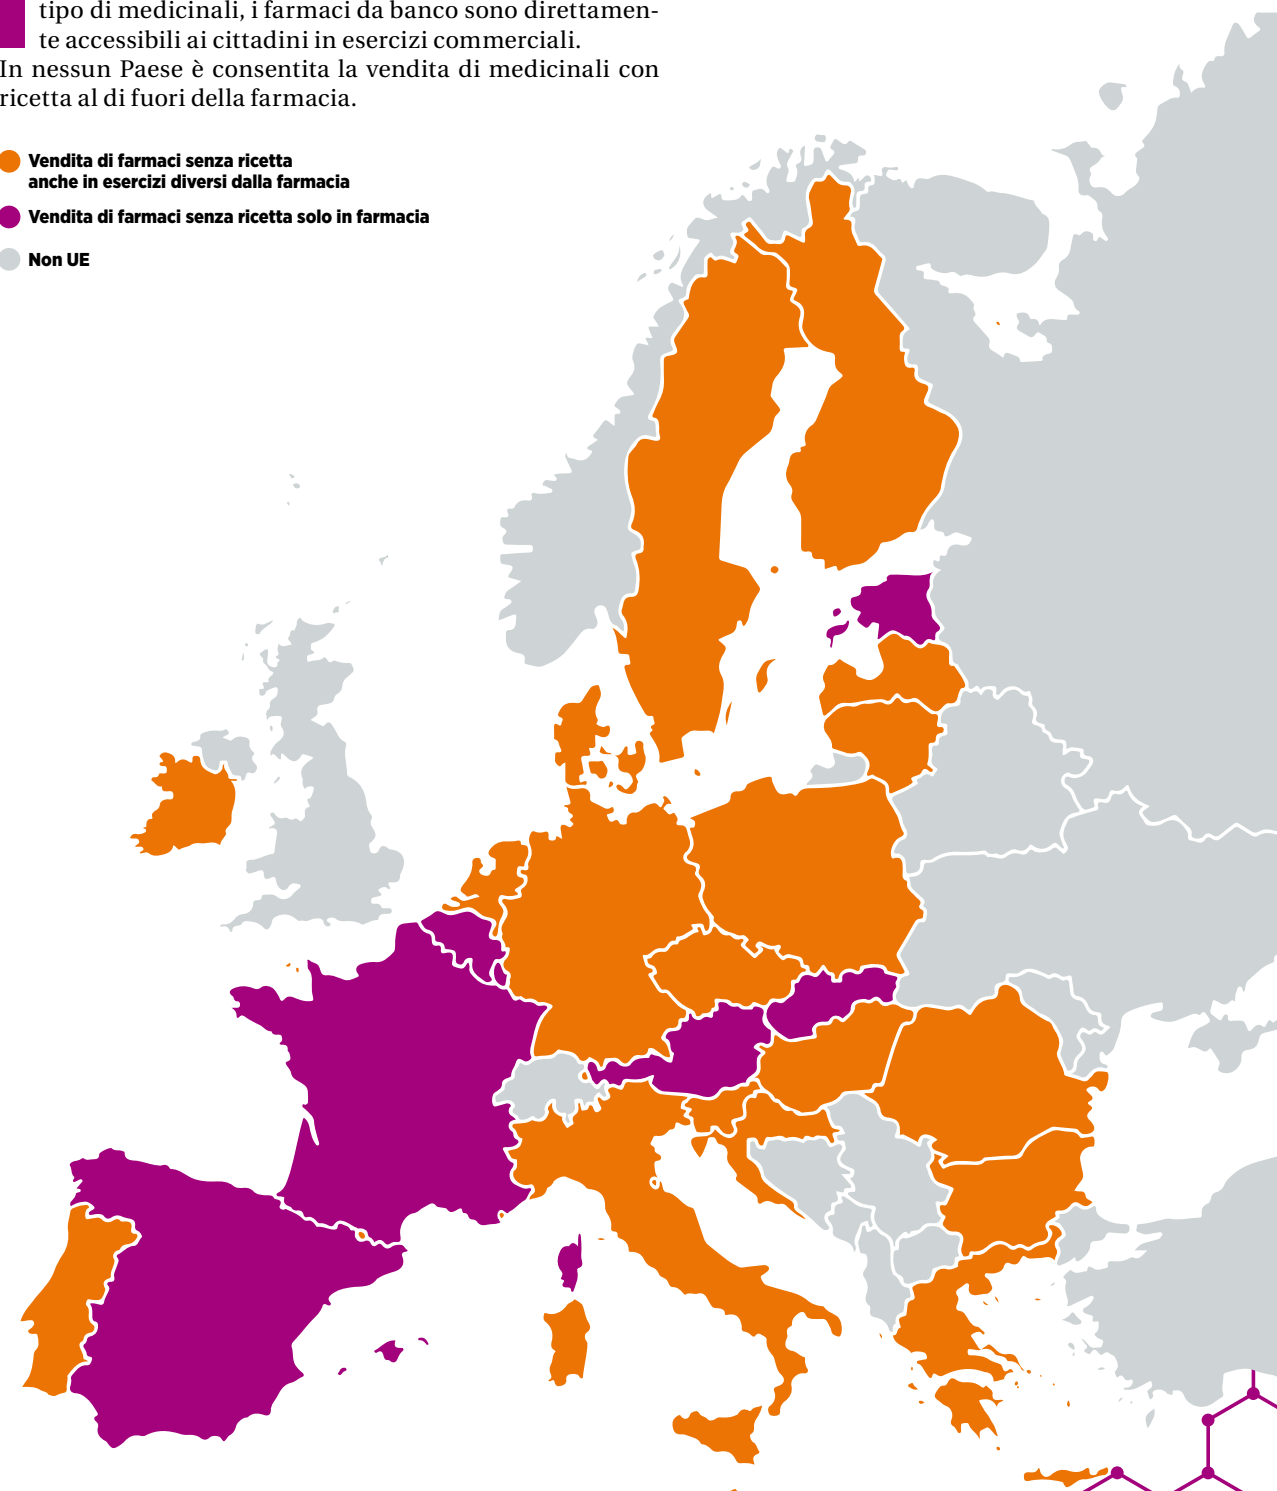 tipo di medicinali, i farmaci da banco sono direttamen-
te accessibili ai cittadini in esercizi commerciali.
In nessun Paese è consentita la vendita di medicinali con
ricetta al di fuori della farmacia.
Vendita di farmaci senza ricetta
anche in esercizi diversi dalla farmacia
Vendita di farmaci senza ricetta solo in farmacia
Non UE